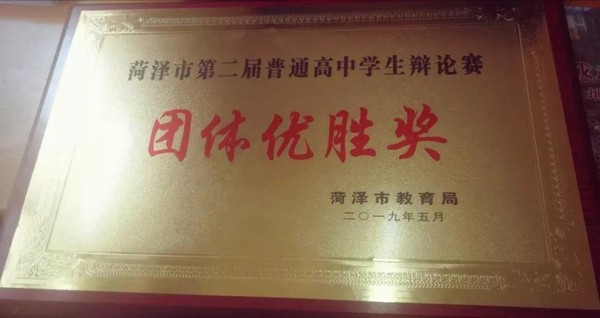 菏泽市第二届普通高中学生辩论赛
团体优胜奖
菏泽市教育局
二〇一九年五月